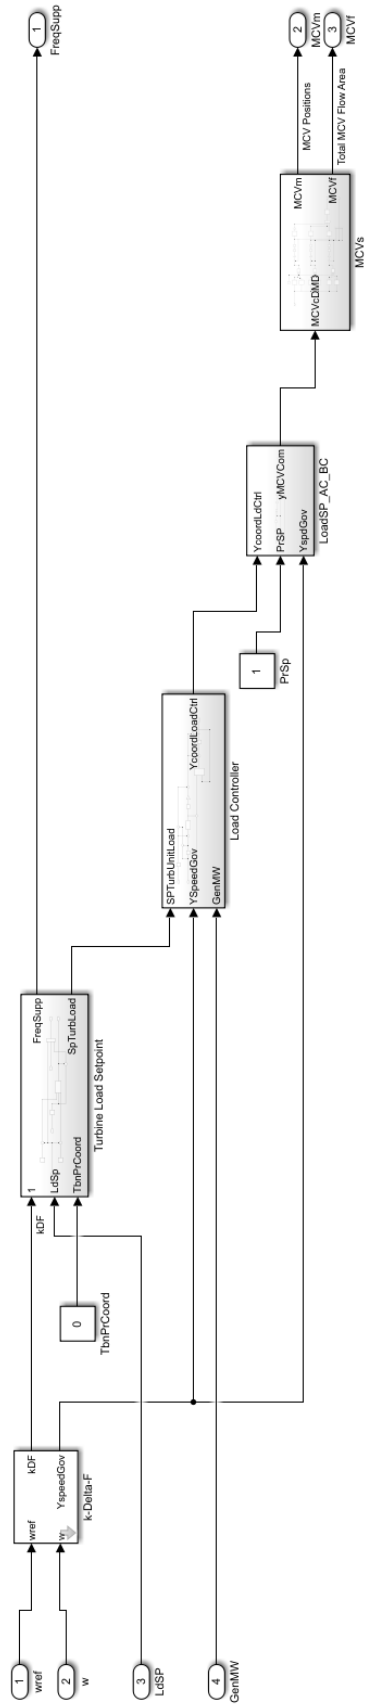 1
wref
2
w
3
LdSP
4
GenMW
wref
w
kDF
YspeedGov
k-Delta-F
0
TbnPrCoord
kDF
1
LdSp
TbnPrCoord
FreqSupp
SpTurbLoad
Turbine Load Setpoint
SPTurbUnitLoad
YSpeedGov
GenMW
YcoordLoadCtrl
Load Controller
1
PrSp
YcoordLdCtrl
PrSP
YspdGov
yMCVCom
LoadSP_AC_BC
MCVcDMD
MCVm
MCVf
MCVs
MCV Positions
Total MCV Flow Area
1
FreqSupp
2
MCVm
3
MCVf